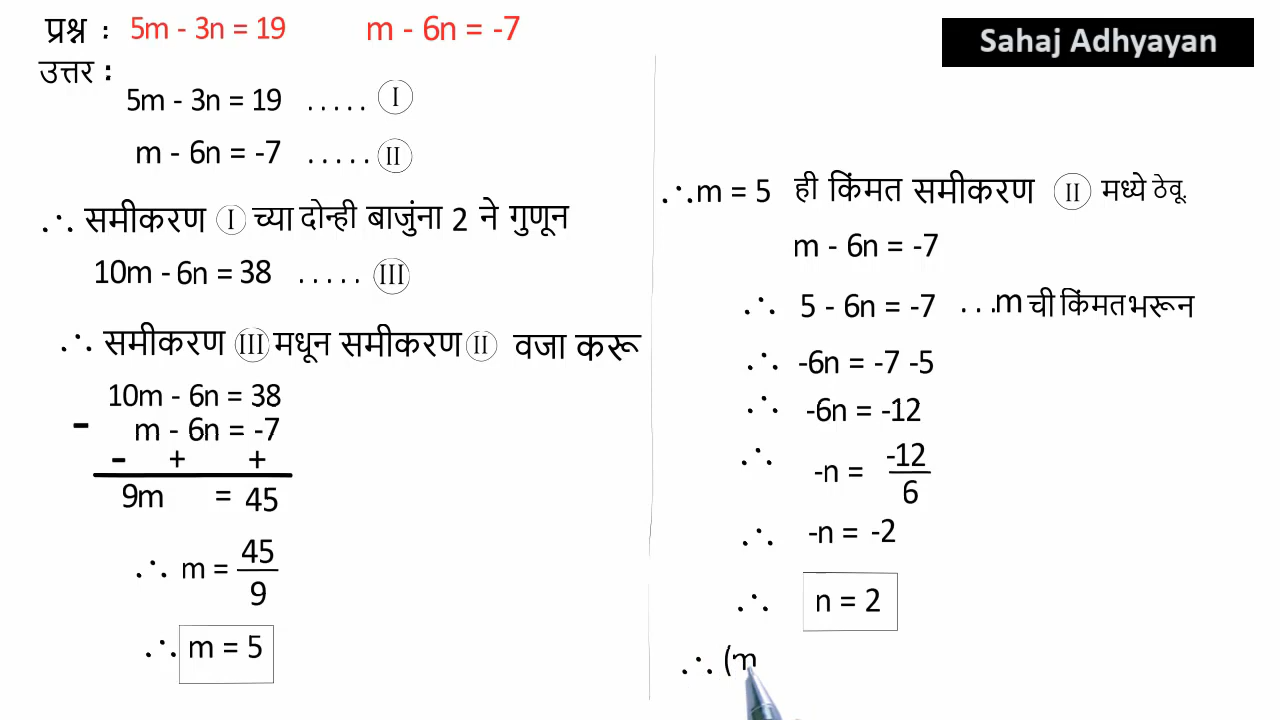 प्रश्न : 5m - 3n = 19 m - 6n = -7
Sahaj Adhyayan
उत्तर :
5m - 3n = 19 ..... I
m - 6n = -7 ..... II
∴ समीकरण I च्या दोन्ही बाजुंना 2 ने गुणून
10m - 6n = 38 ..... III
∴ समीकरण III मधून समीकरण II वजा करू
10m - 6n = 38
- m - 6n = -7
- + +
9m = 45
∴ m = 45/9
∴ m = 5
∴ m = 5 ही किंमत समीकरण II मध्ये ठेवू.
m - 6n = -7
∴ 5 - 6n = -7 ...m ची किंमत भरून
∴ -6n = -7 -5
∴ -6n = -12
∴ -n = -12/6
∴ -n = -2
∴ n = 2
∴ (m